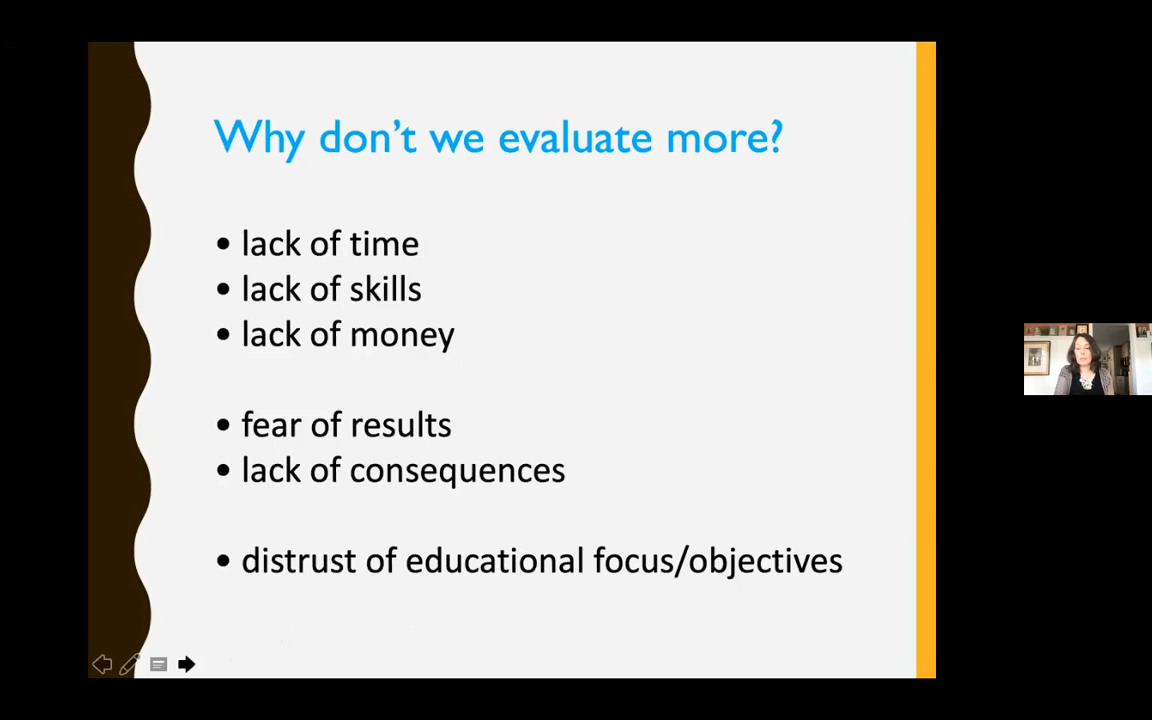 Why don't we evaluate more?
• lack of time
• lack of skills
• lack of money
• fear of results
• lack of consequences
• distrust of educational focus/objectives